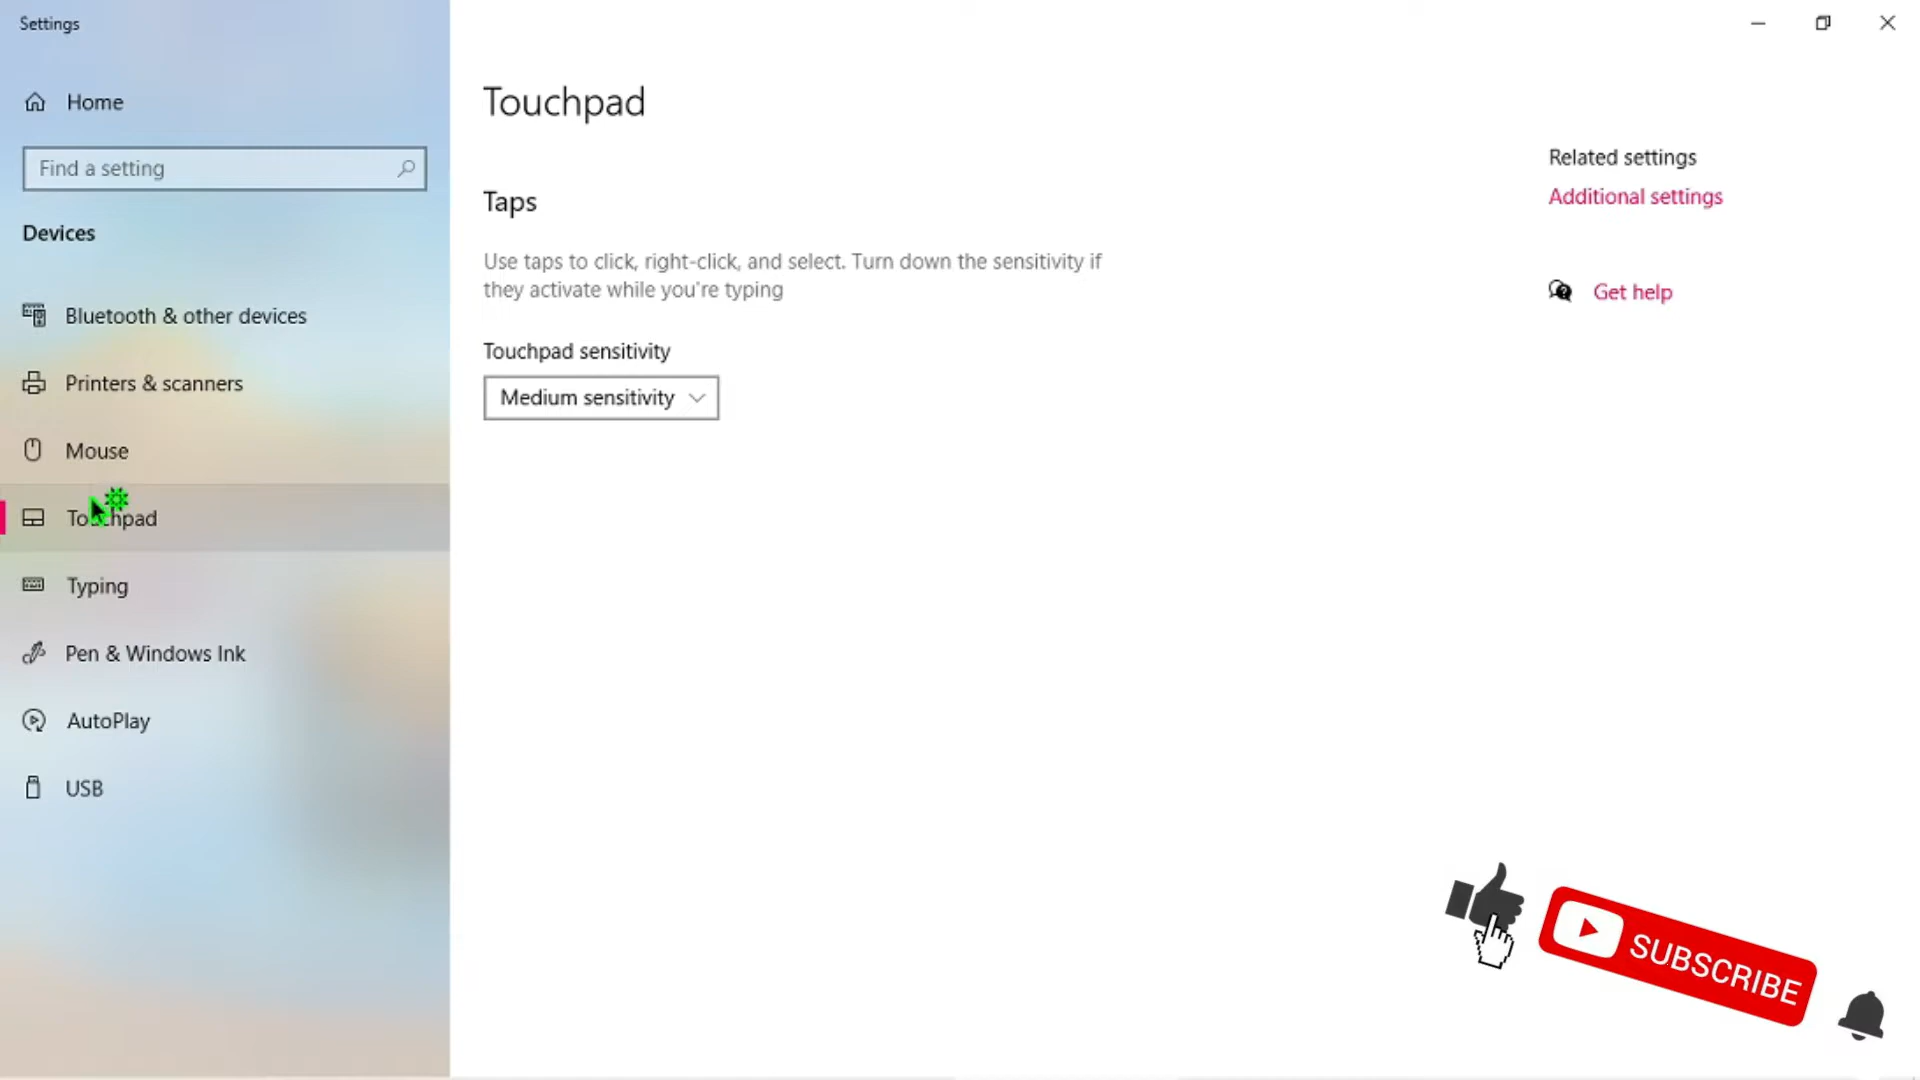 Settings
Home
Find a setting
Devices
Bluetooth & other devices
Printers & scanners
Mouse
Touchpad
Typing
Pen & Windows Ink
AutoPlay
USB
Touchpad
Taps
Use taps to click, right-click, and select. Turn down the sensitivity if
they activate while you're typing
Touchpad sensitivity
Medium sensitivity
Related settings
Additional settings
Get help
SUBSCRIBE